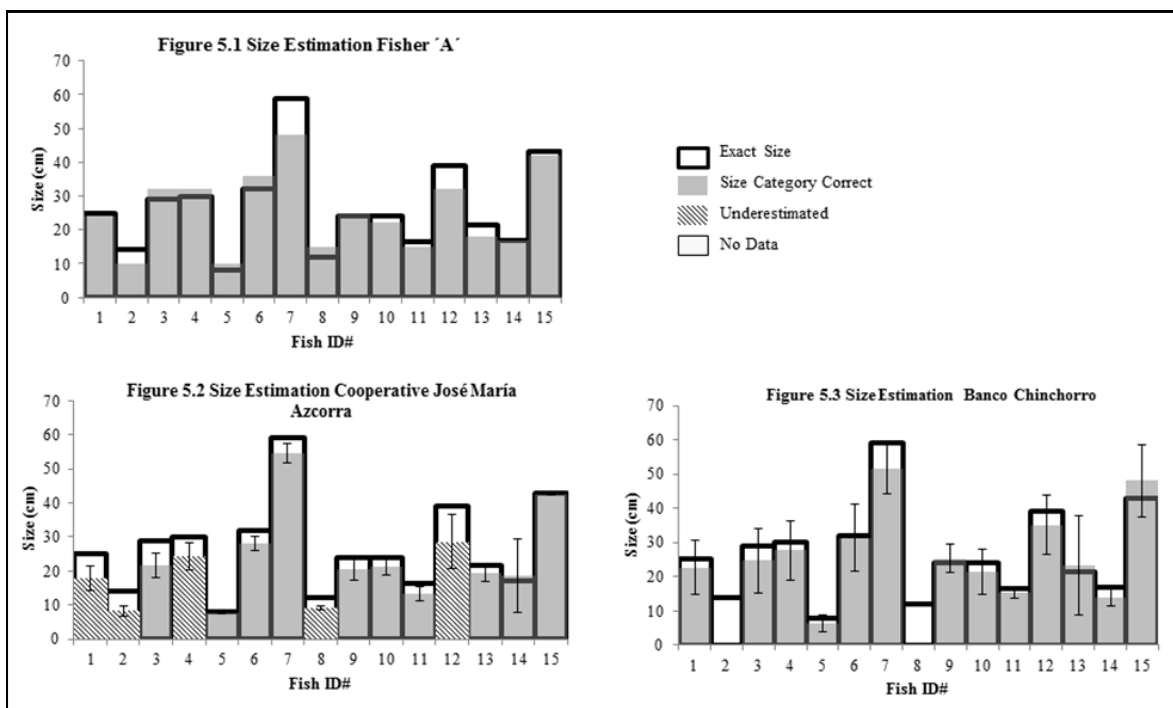 Figure 5.1 Size Estimation Fisher ´A´
70
60
50
40
30
20
10
0
Size (cm)
1 2 3 4 5 6 7 8 9 10 11 12 13 14 15
Fish ID#
Exact Size
Size Category Correct
Underestimated
No Data
Figure 5.2 Size Estimation Cooperative José María
Azcorra
70
60
50
40
30
20
10
0
Size (cm)
1 2 3 4 5 6 7 8 9 10 11 12 13 14 15
Fish ID#
Figure 5.3 Size Estimation Banco Chinchorro
70
60
50
40
30
20
10
0
Size (cm)
1 2 3 4 5 6 7 8 9 10 11 12 13 14 15
Fish ID#